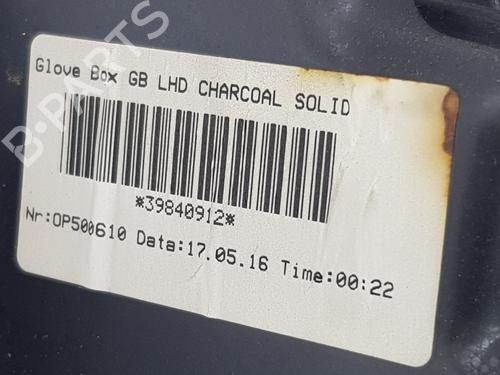 B-PARTS
Glove Box GB LHD CHARCOAL SOLID
*39840912*
Nr:OP500610 Data:17.05.16 Time:00:22